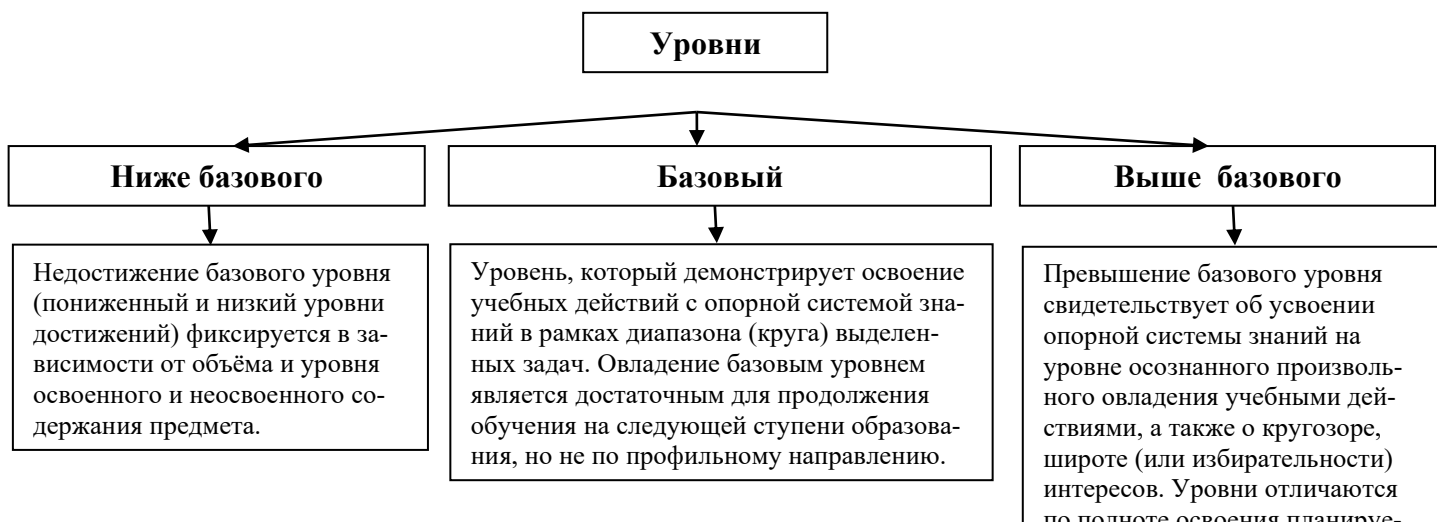 Уровни
Ниже базового
Базовый
Выше базового
Недостижение базового уровня
(пониженный и низкий уровни
достижений) фиксируется в за-
висимости от объёма и уровня
освоенного и неосвоенного со-
держания предмета.
Уровень, который демонстрирует освоение
учебных действий с опорной системой зна-
ний в рамках диапазона (круга) выделен-
ных задач. Овладение базовым уровнем
является достаточным для продолжения
обучения на следующей ступени образова-
ния, но не по профильному направлению.
Превышение базового уровня
свидетельствует об усвоении
опорной системы знаний на
уровне осознанного произволь-
ного овладения учебными дей-
ствиями, а также о кругозоре,
широте (или избирательности)
интересов. Уровни отличаются
по полноте освоения планируе-